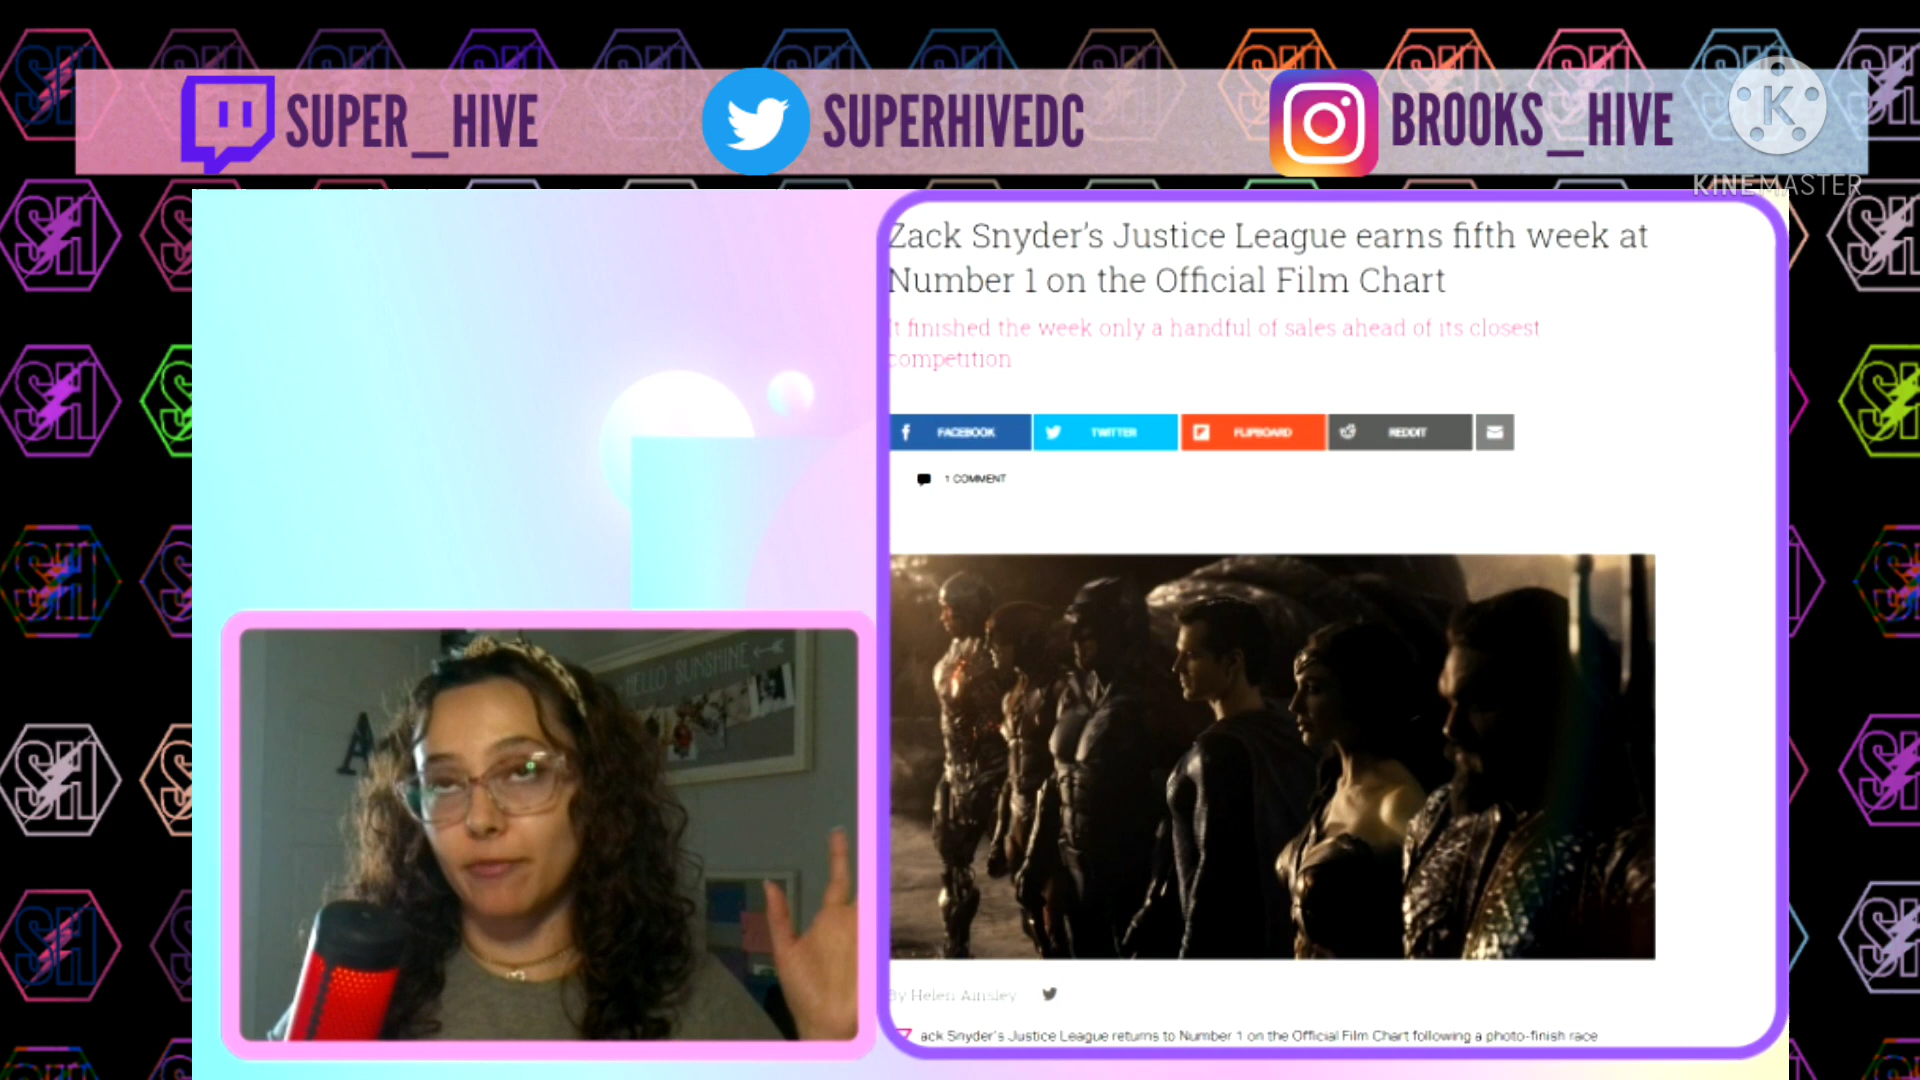 SUPER_HIVE
SUPERHIVEDC
BROOKS_HIVE
K
KINEMASTER
Zack Snyder's Justice League earns fifth week at
Number 1 on the Official Film Chart
It finished the week only a handful of sales ahead of its closest
competition
FACEBOOK
TWITTER
FLIPBOARD
REDDIT
1 COMMENT
HELLO SUNSHINE
A
By Helen Ainsley
Zack Snyder's Justice League returns to Number 1 on the Official Film Chart following a photo-finish race
SH